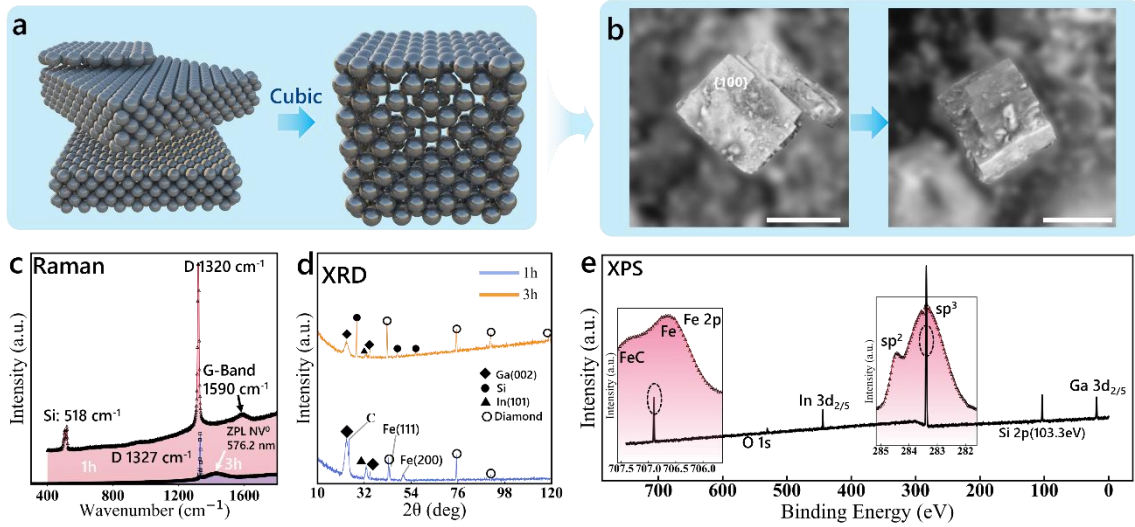 a
Cubic
b
{100}
c Raman
D 1320 cm⁻¹
G-Band
1590 cm⁻¹
Si: 518 cm⁻¹
ZPL NV⁰
576.2 nm
D 1327 cm⁻¹
1h
3h
Intensity (a.u.)
400 800 1200 1600
Wavenumber (cm⁻¹)
d XRD
1h
3h
Ga(002)
Si
In(101)
Diamond
C
Fe(111)
Fe(200)
Intensity (a.u.)
10 32 54 76 98 120
2θ (deg)
e XPS
Fe 2p
Fe
FeC
Intensity (a.u.)
707.5 707.0 706.5 706.0
sp³
sp²
Intensity (a.u.)
285 284 283 282
Ga 3d2/5
In 3d2/5
O 1s
Si 2p(103.3eV)
Intensity (a.u.)
700 600 500 400 300 200 100 0
Binding Energy (eV)